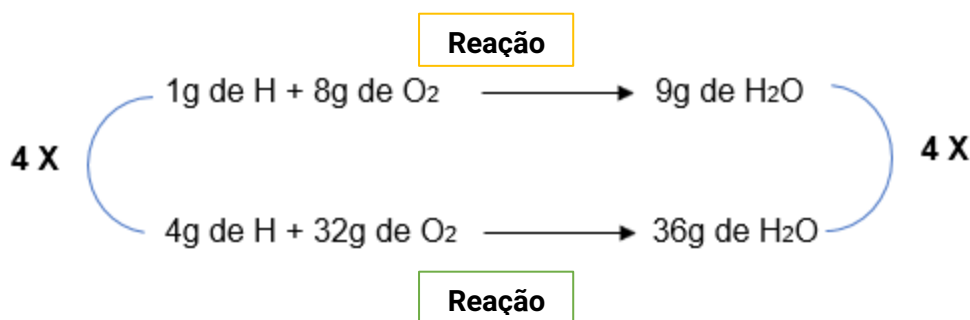 Reação
1g de H + 8g de O₂ → 9g de H₂O
4 X
4 X
4g de H + 32g de O₂ → 36g de H₂O
Reação